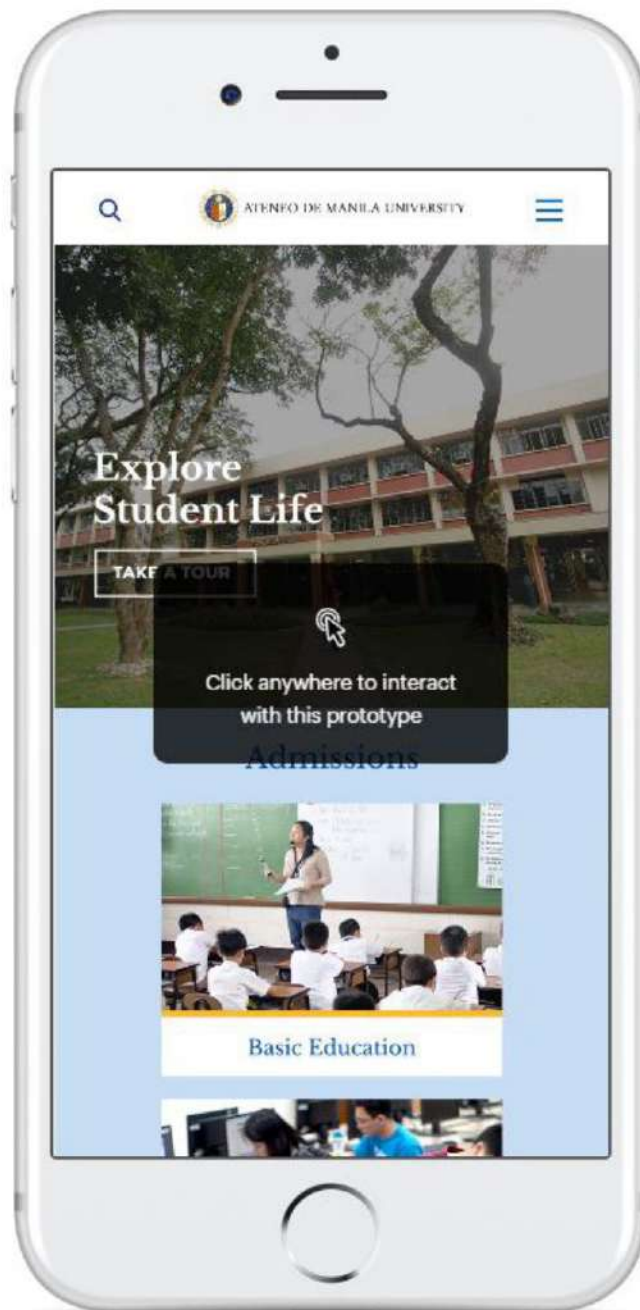 ATENEO DE MANILA UNIVERSITY
Explore
Student Life
TAKE A TOUR
Click anywhere to interact
with this prototype
Admissions
Basic Education